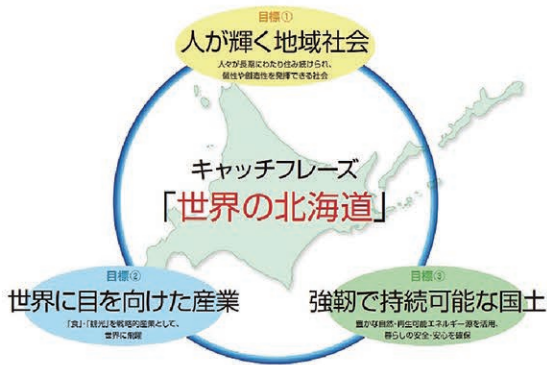 目標①
人が輝く地域社会
人々が長期にわたり住み続けられ、
個性や創造性を発揮できる社会
キャッチフレーズ
「世界の北海道」
目標②
世界に目を向けた産業
「食」・「観光」を戦略的産業として、
世界に飛躍
目標③
強靱で持続可能な国土
豊かな自然・再生可能エネルギー源を活用、
暮らしの安全・安心を確保